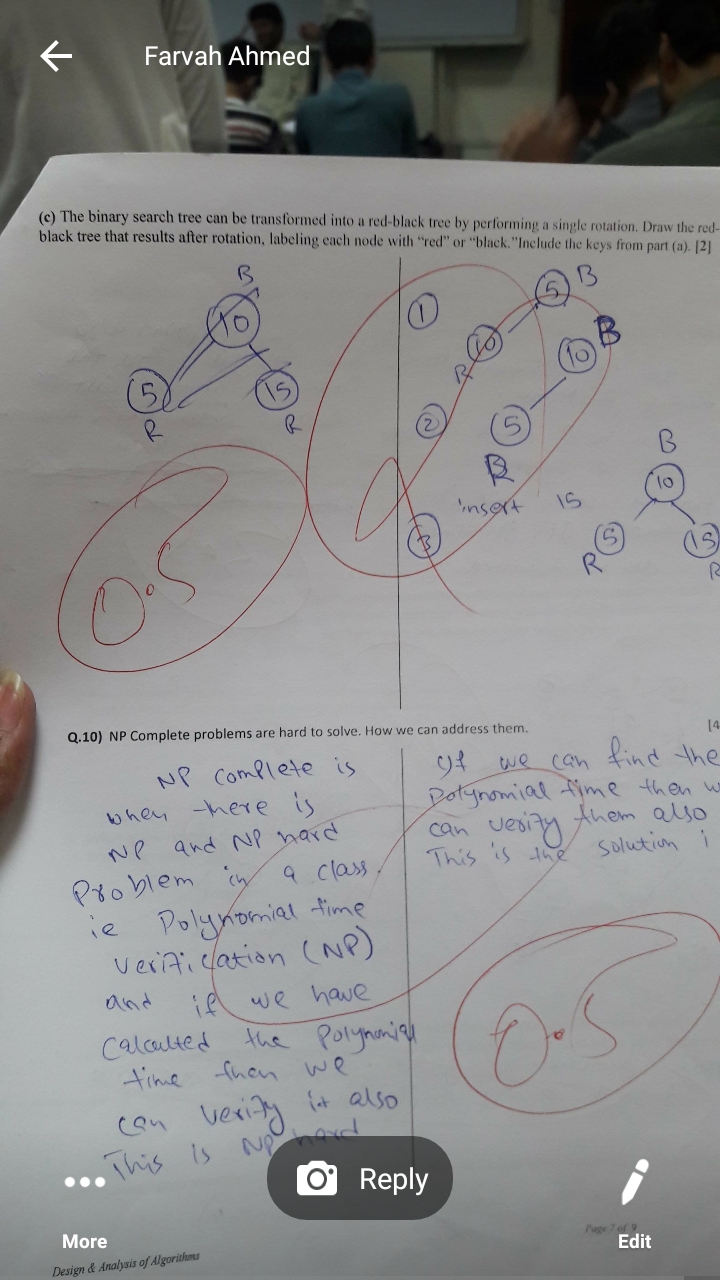 Farvah Ahmed
(c) The binary search tree can be transformed into a red-black tree by performing a single rotation. Draw the red-
black tree that results after rotation, labeling each node with “red” or “black.”Include the keys from part (a). [2]
B
10
5
15
R
R
1
5
B
10
R
10
B
2
5
R
insert 15
3
B
10
5
15
R
R
0.5
Q.10) NP Complete problems are hard to solve. How we can address them. [4
NP complete is
when there is
NP and NP hard
Problem in a class.
ie Polynomial time
verification (NP)
and if we have
Calculted the Polynomial
time then we
can verify it also
This is NP hard
If we can find the
Polynomial time then w
can verify them also
This is the solution i
0.5
Reply
More
Edit
Page 7 of 9
Design & Analysis of Algorithms